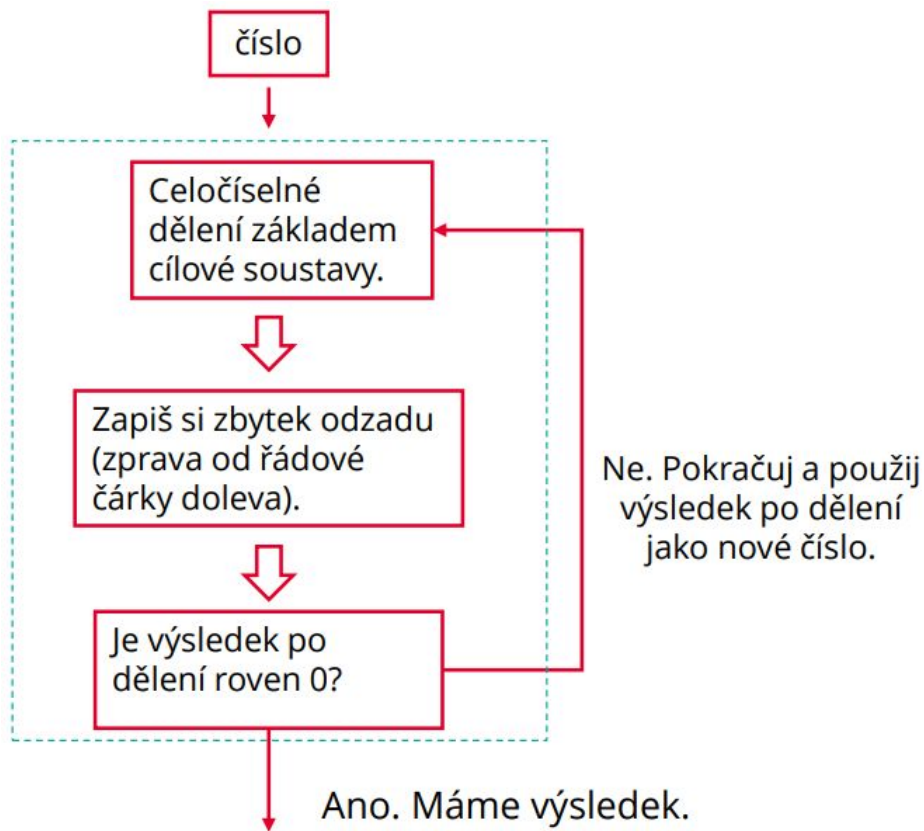 číslo
Celočíselné
dělení základem
cílové soustavy.
Zapiš si zbytek odzadu
(zprava od řádové
čárky doleva).
Ne. Pokračuj a použij
výsledek po dělení
jako nové číslo.
Je výsledek po
dělení roven 0?
Ano. Máme výsledek.